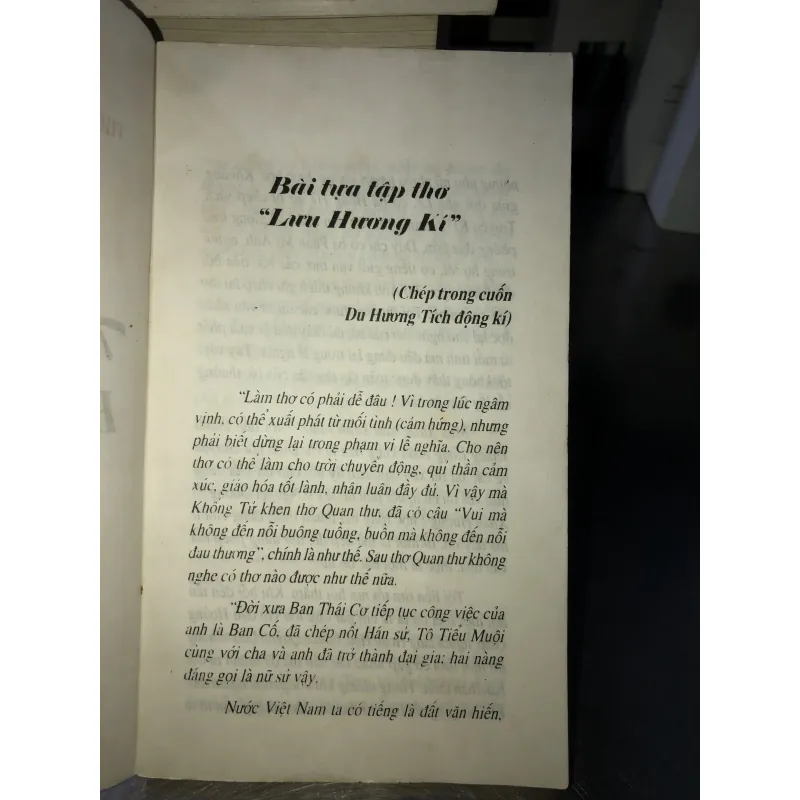 Bài tựa tập thơ
“Lưu Hương Kí”
(Chép trong cuốn
Du Hương Tích động kí)
“Làm thơ có phải dễ đâu ! Vì trong lúc ngâm
vịnh, có thể xuất phát từ mối tình (cảm hứng), nhưng
phải biết dừng lại trong phạm vi lễ nghĩa. Cho nên
thơ có thể làm cho trời chuyển động, quỉ thần cảm
xúc, giáo hóa tốt lành, nhân luân đầy đủ. Vì vậy mà
Khổng Tử khen thơ Quan thư, đã có câu “Vui mà
không đến nỗi buông tuồng, buồn mà không đến nỗi
đau thương”, chính là như thế. Sau thơ Quan thư không
nghe có thơ nào được như thế nữa.
“Đời xưa Ban Thái Cơ tiếp tục công việc của
anh là Ban Cố, đã chép nốt Hán sử, Tô Tiểu Muội
cùng với cha và anh đã trở thành đại gia: hai nàng
đáng gọi là nữ sử vậy.
Nước Việt Nam ta có tiếng là đất văn hiến,